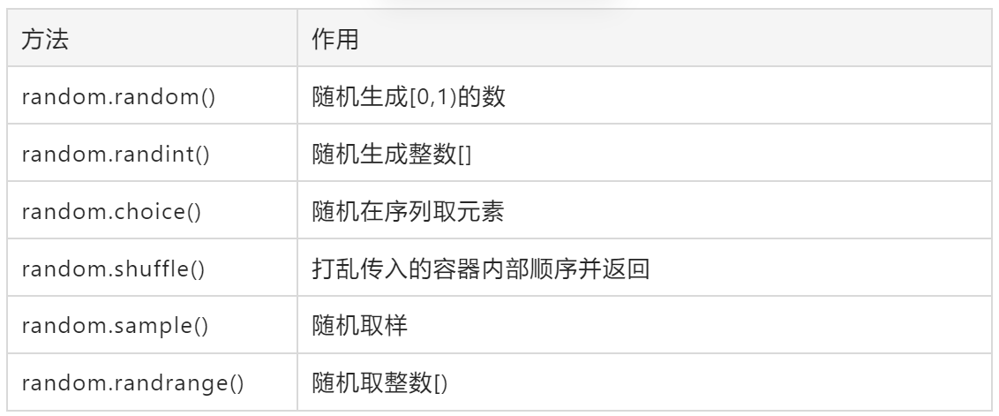 方法 作用
random.random() 随机生成[0,1)的数
random.randint() 随机生成整数[]
random.choice() 随机在序列取元素
random.shuffle() 打乱传入的容器内部顺序并返回
random.sample() 随机取样
random.randrange() 随机取整数[)